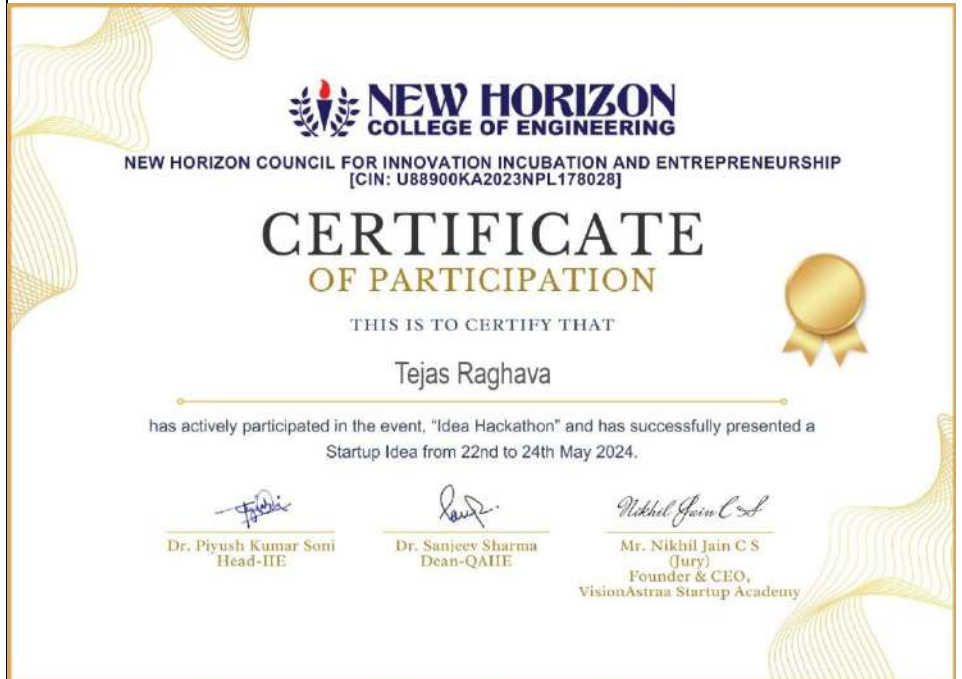 NEW HORIZON
COLLEGE OF ENGINEERING
NEW HORIZON COUNCIL FOR INNOVATION INCUBATION AND ENTREPRENEURSHIP
[CIN: U88900KA2023NPL178028]
CERTIFICATE
OF PARTICIPATION
THIS IS TO CERTIFY THAT
Tejas Raghava
has actively participated in the event, "Idea Hackathon" and has successfully presented a
Startup Idea from 22nd to 24th May 2024.
Nikhil Jain C S
Dr. Piyush Kumar Soni
Head-IIE
Dr. Sanjeev Sharma
Dean-QAIIE
Mr. Nikhil Jain C S
(Jury)
Founder & CEO,
VisionAstraa Startup Academy